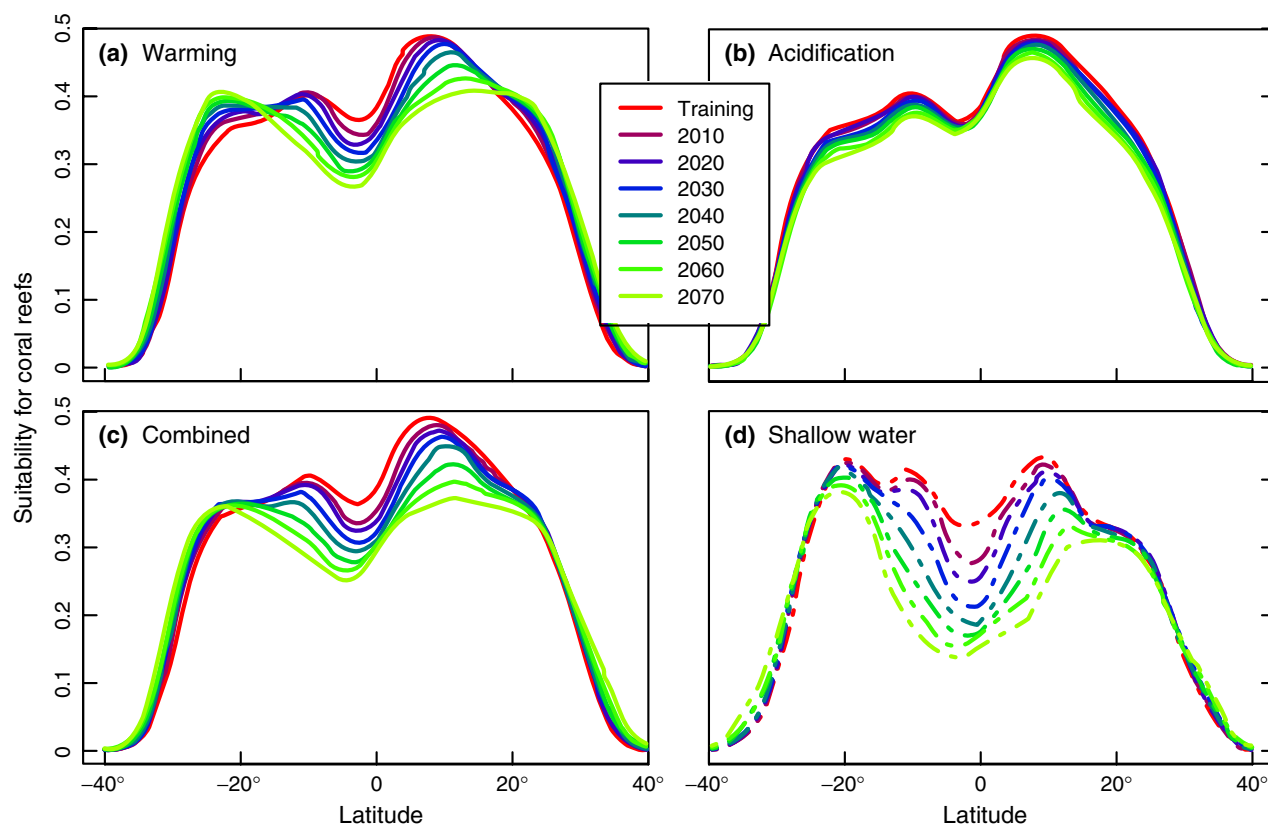 (a) Warming
(b) Acidification
Training
2010
2020
2030
2040
2050
2060
2070
(c) Combined
(d) Shallow water
Suitability for coral reefs
0.5
0.4
0.3
0.2
0.1
0
0.5
0.4
0.3
0.2
0.1
0
−40° −20° 0 20° 40°
−40° −20° 0 20° 40°
Latitude
Latitude